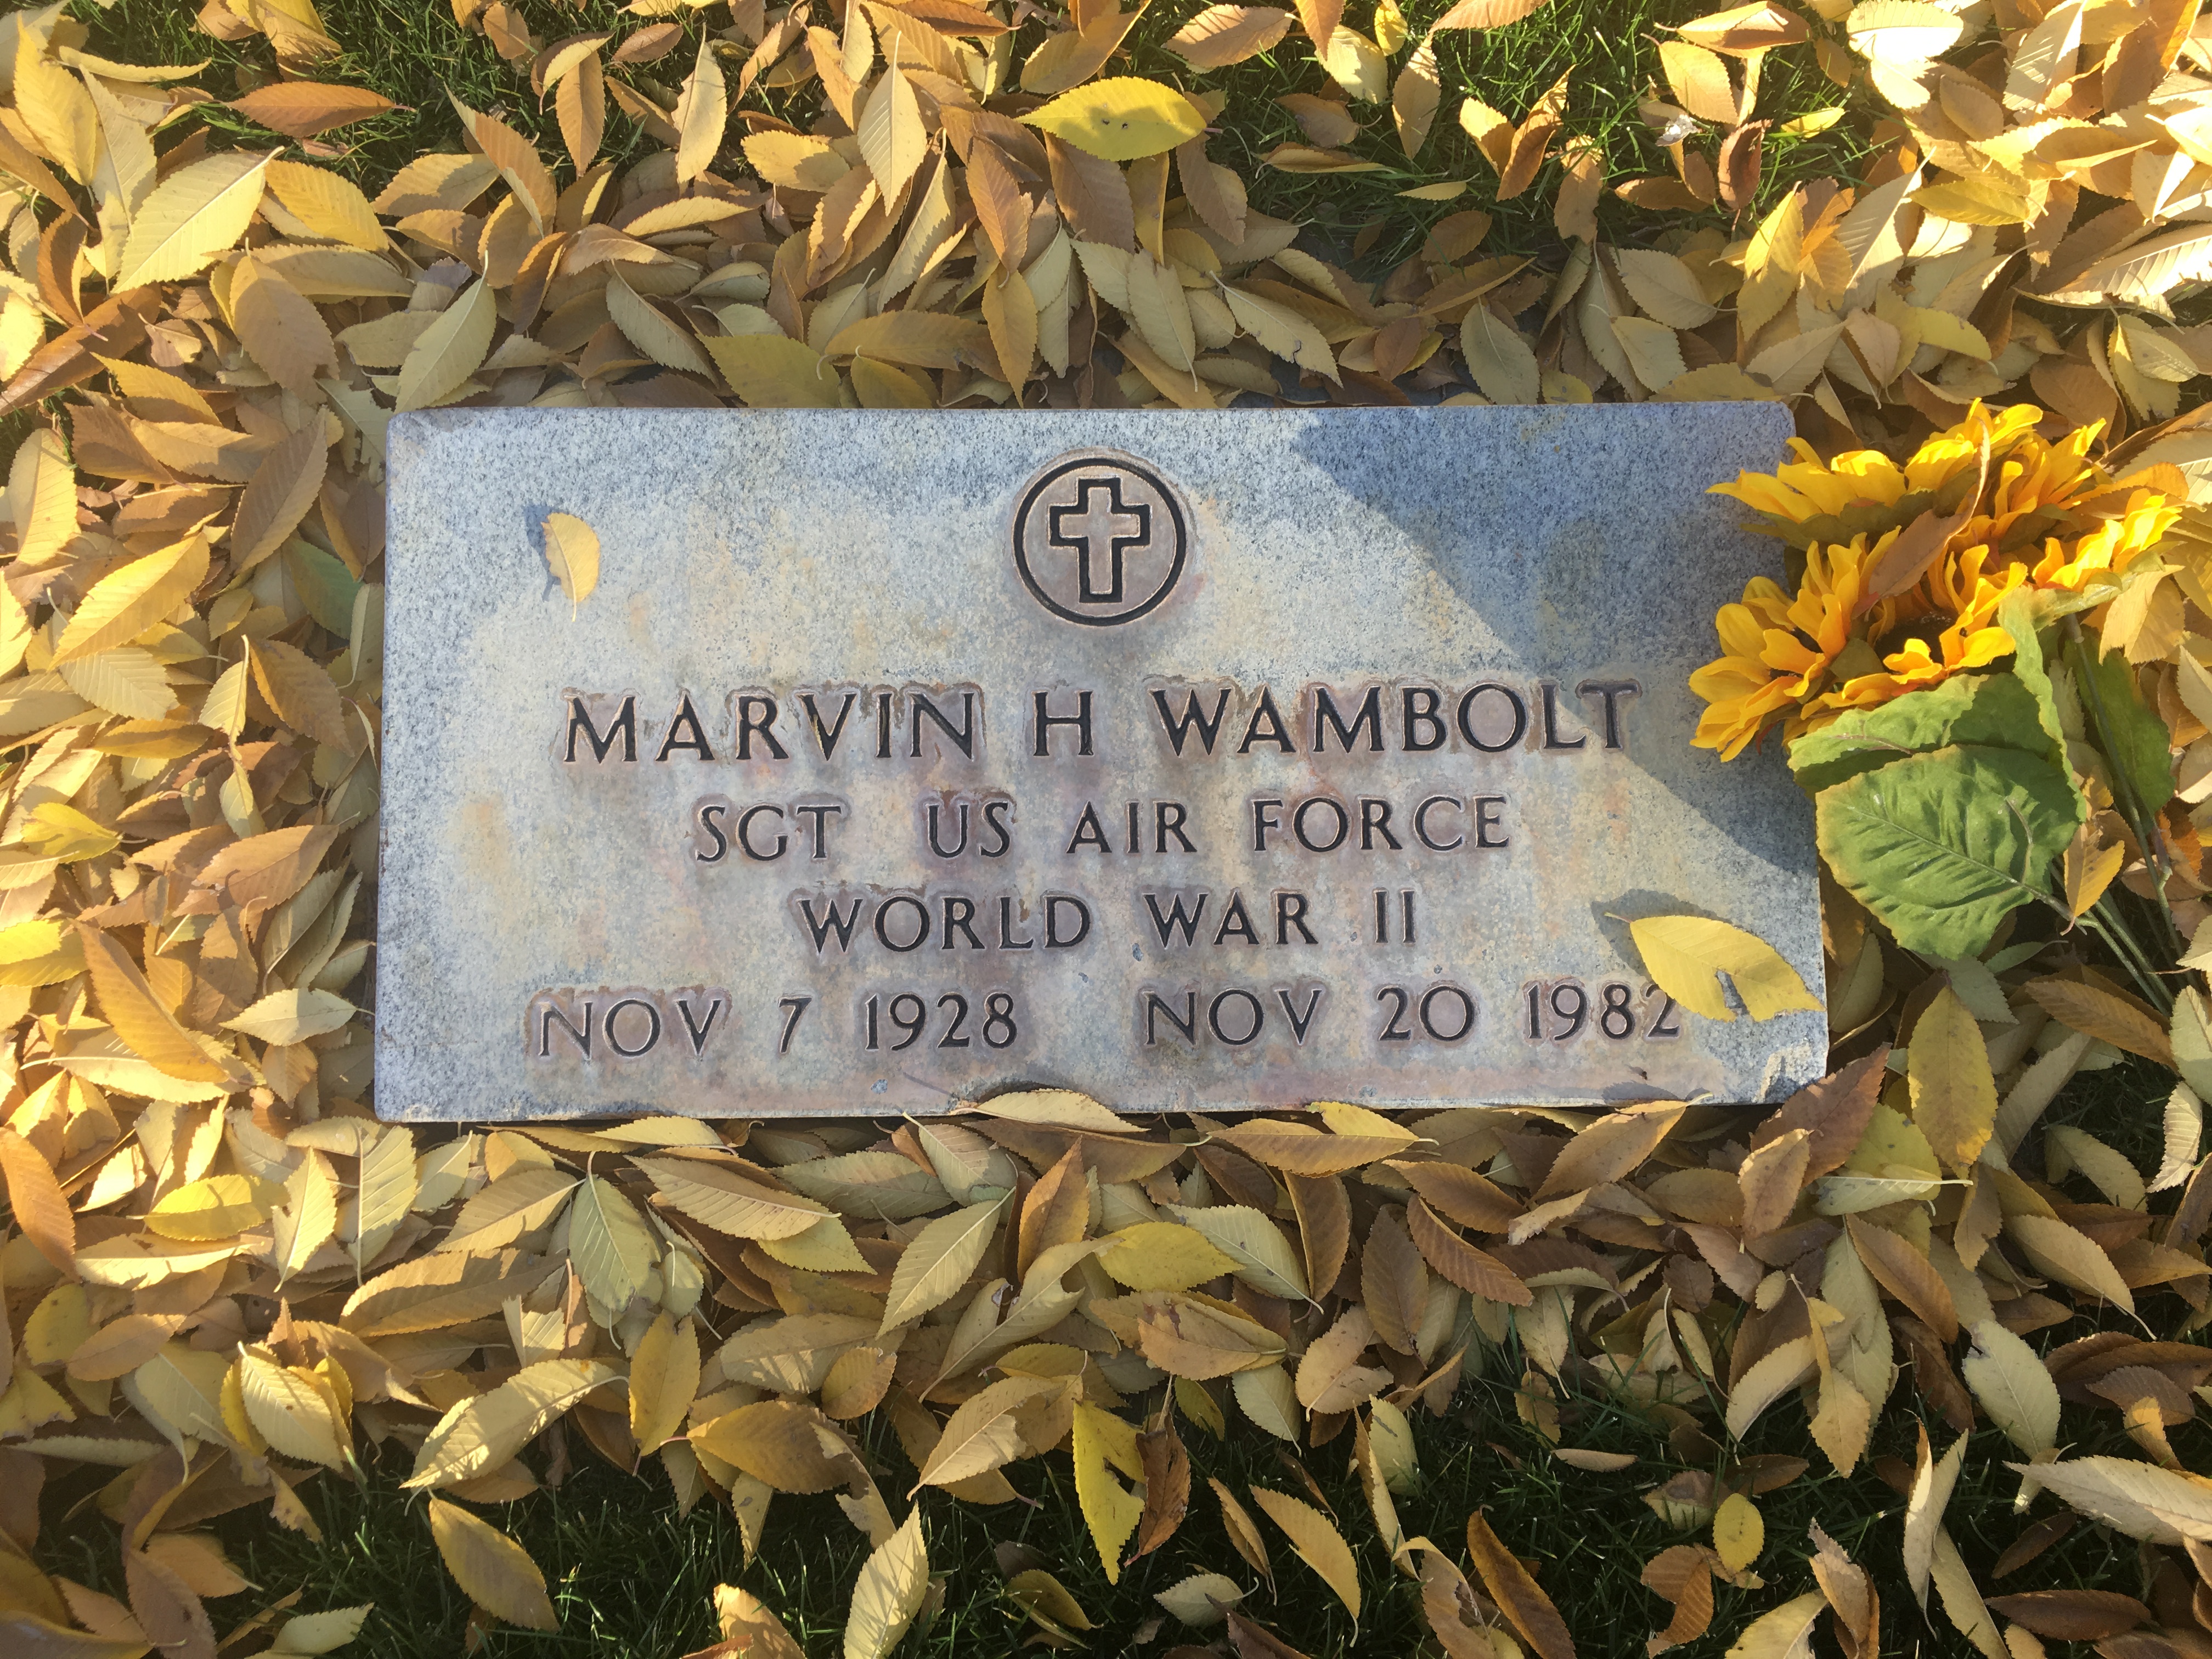 MARVIN H WAMBOLT
SGT US AIR FORCE
WORLD WAR II
NOV 7 1928 NOV 20 1982